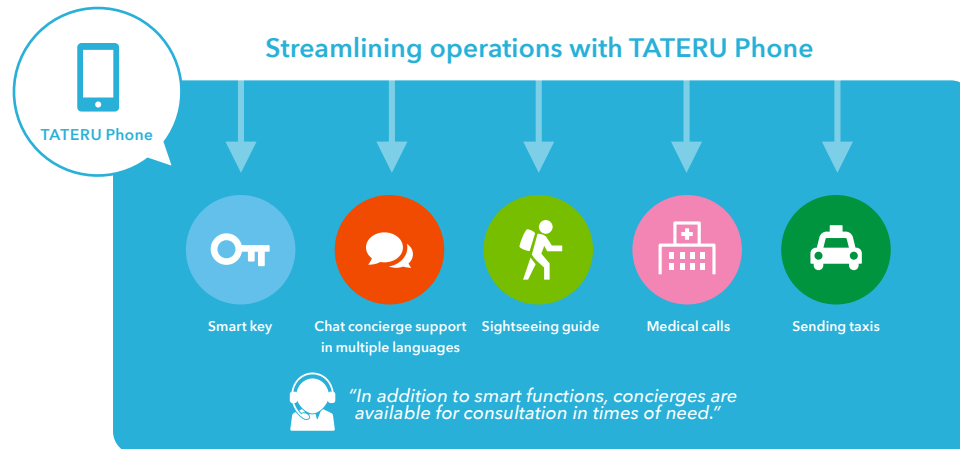 Streamlining operations with TATERU Phone
TATERU Phone
Smart key
Chat concierge support
in multiple languages
Sightseeing guide
Medical calls
Sending taxis
"In addition to smart functions, concierges are
available for consultation in times of need."